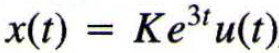 x(t) = Ke^{3t}u(t)